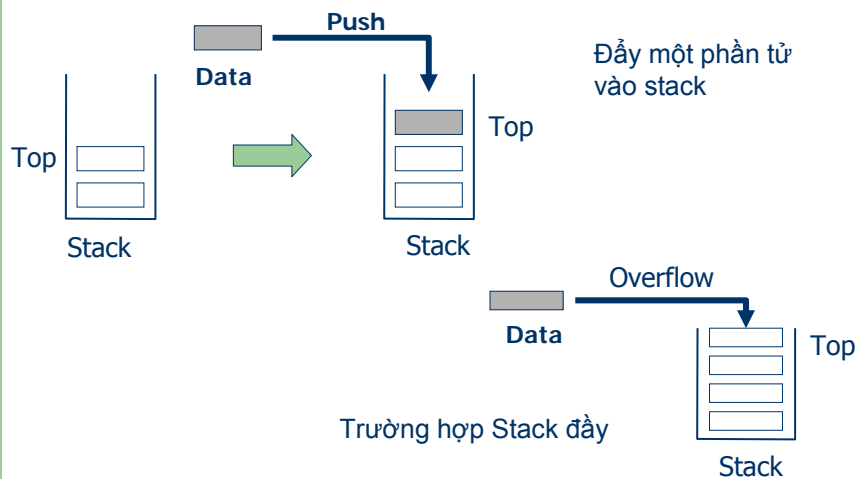 Push
Data
Đẩy một phần tử
vào stack
Top
Top
Stack
Stack
Overflow
Data
Top
Trường hợp Stack đầy
Stack